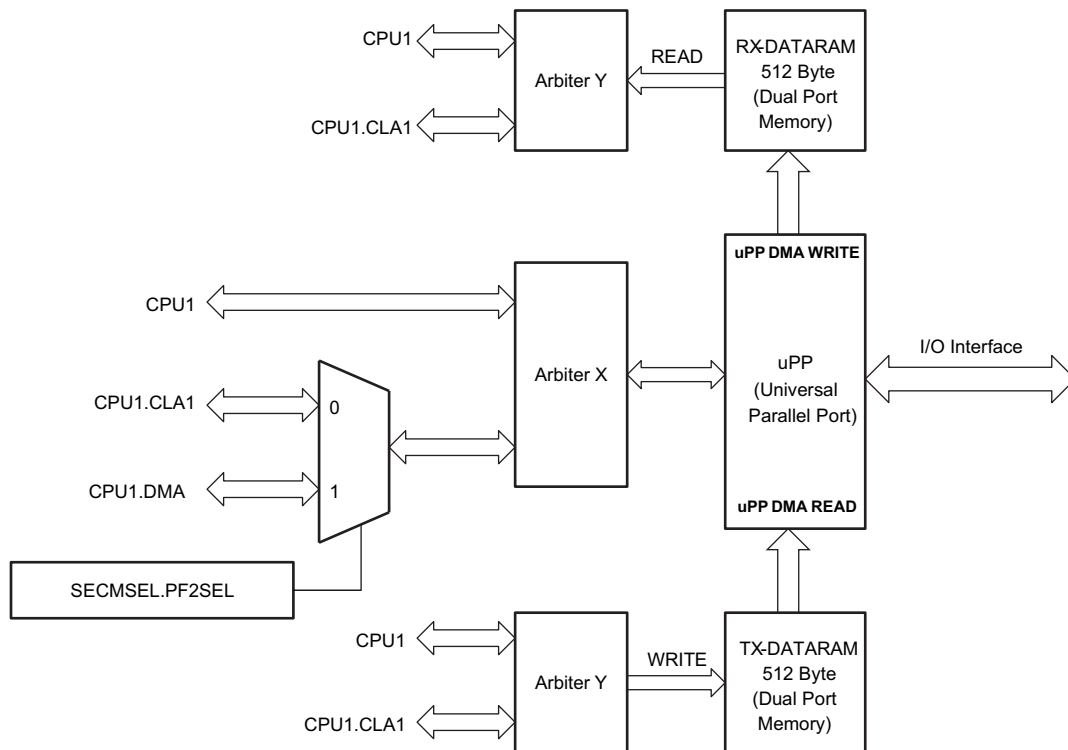 CPU1
CPU1.CLA1
Arbiter Y
READ
RX-DATARAM
512 Byte
(Dual Port
Memory)
CPU1
CPU1.CLA1
0
CPU1.DMA
1
SECMSEL.PF2SEL
Arbiter X
uPP DMA WRITE
uPP
(Universal
Parallel Port)
uPP DMA READ
I/O Interface
CPU1
CPU1.CLA1
Arbiter Y
WRITE
TX-DATARAM
512 Byte
(Dual Port
Memory)